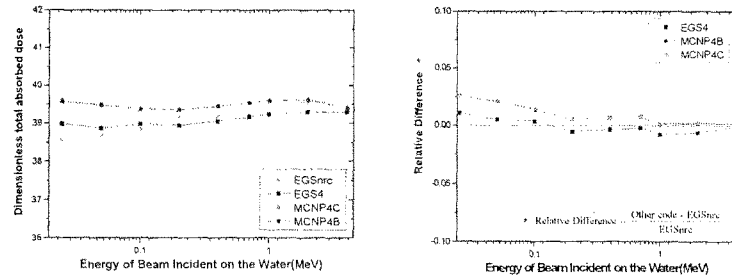 42
41
40
39
38
37
36
Dimensionless total absorbed dose
EGSnrc
EGS4
MCNP4C
MCNP4B
0.1
1
Energy of Beam Incident on the Water(MeV)
0.10
0.05
0.00
-0.05
-0.10
Relative Difference *
EGS4
MCNP4B
MCNP4C
* Relative Difference
Other code - EGSnrc
EGSnrc
0.1
1
Energy of Beam Incident on the Water(MeV)